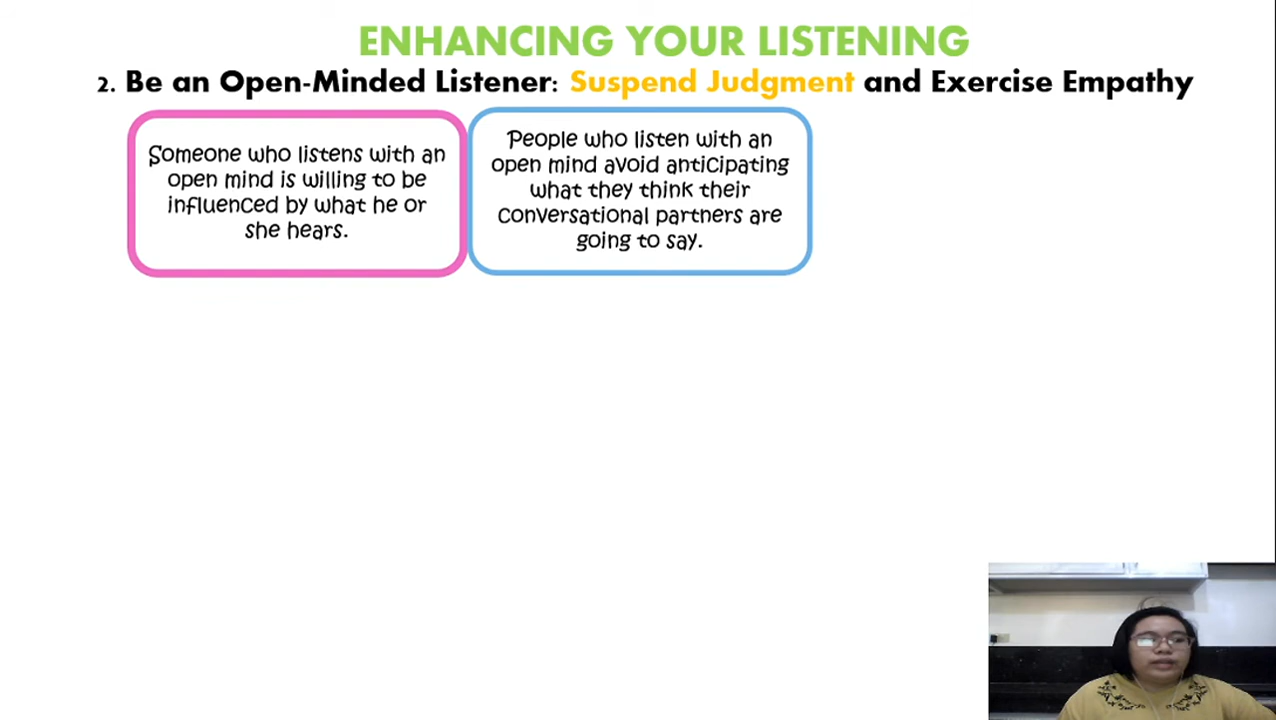 ENHANCING YOUR LISTENING
2. Be an Open-Minded Listener: Suspend Judgment and Exercise Empathy
Someone who listens with an
open mind is willing to be
influenced by what he or
she hears.
People who listen with an
open mind avoid anticipating
what they think their
conversational partners are
going to say.